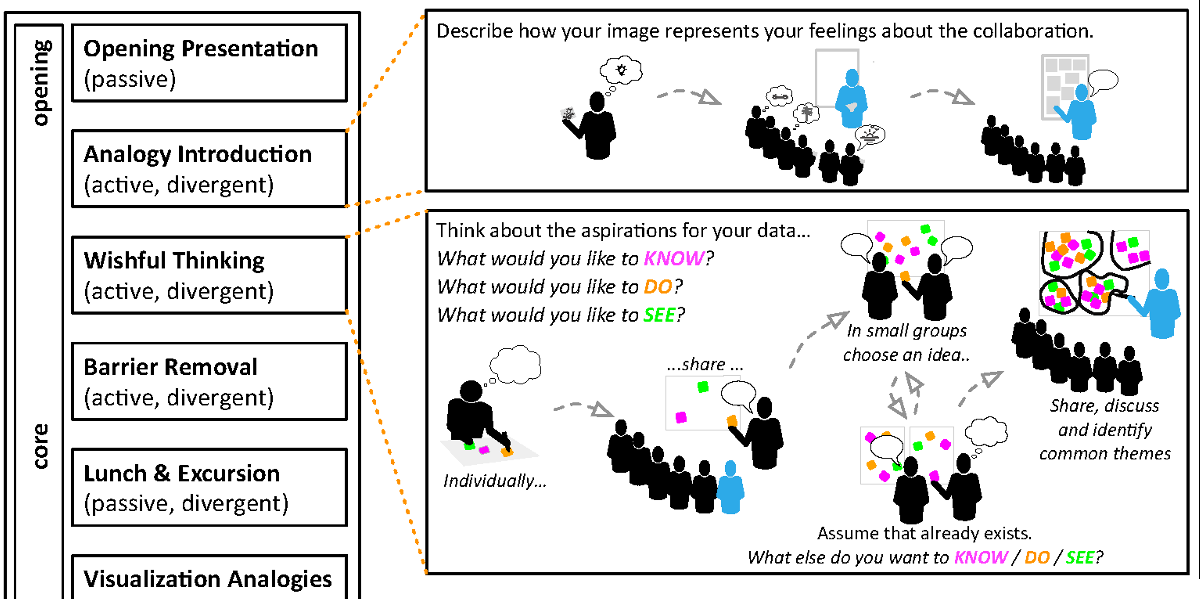 opening
Opening Presentation
(passive)
Analogy Introduction
(active, divergent)
core
Wishful Thinking
(active, divergent)
Barrier Removal
(active, divergent)
Lunch & Excursion
(passive, divergent)
Visualization Analogies
Describe how your image represents your feelings about the collaboration.
Think about the aspirations for your data...
What would you like to KNOW?
What would you like to DO?
What would you like to SEE?
Individually...
...share ...
In small groups
choose an idea..
Assume that already exists.
What else do you want to KNOW / DO / SEE?
Share, discuss
and identify
common themes